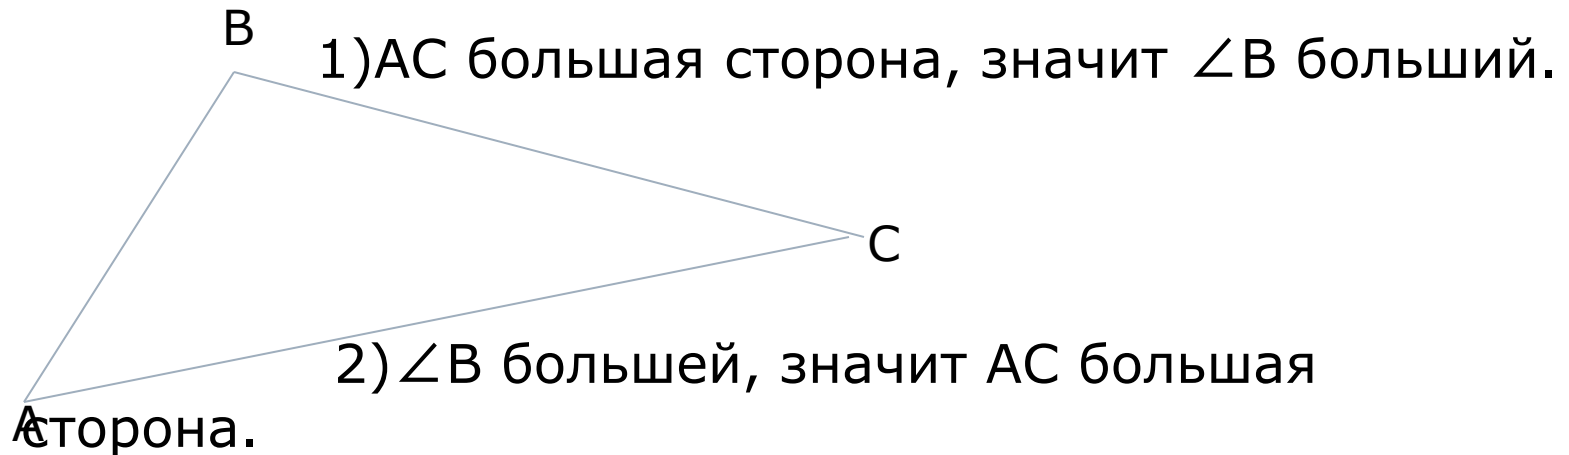 B
1)АС большая сторона, значит ∠В больший.
C
2)∠В большей, значит АС большая
A
сторона.